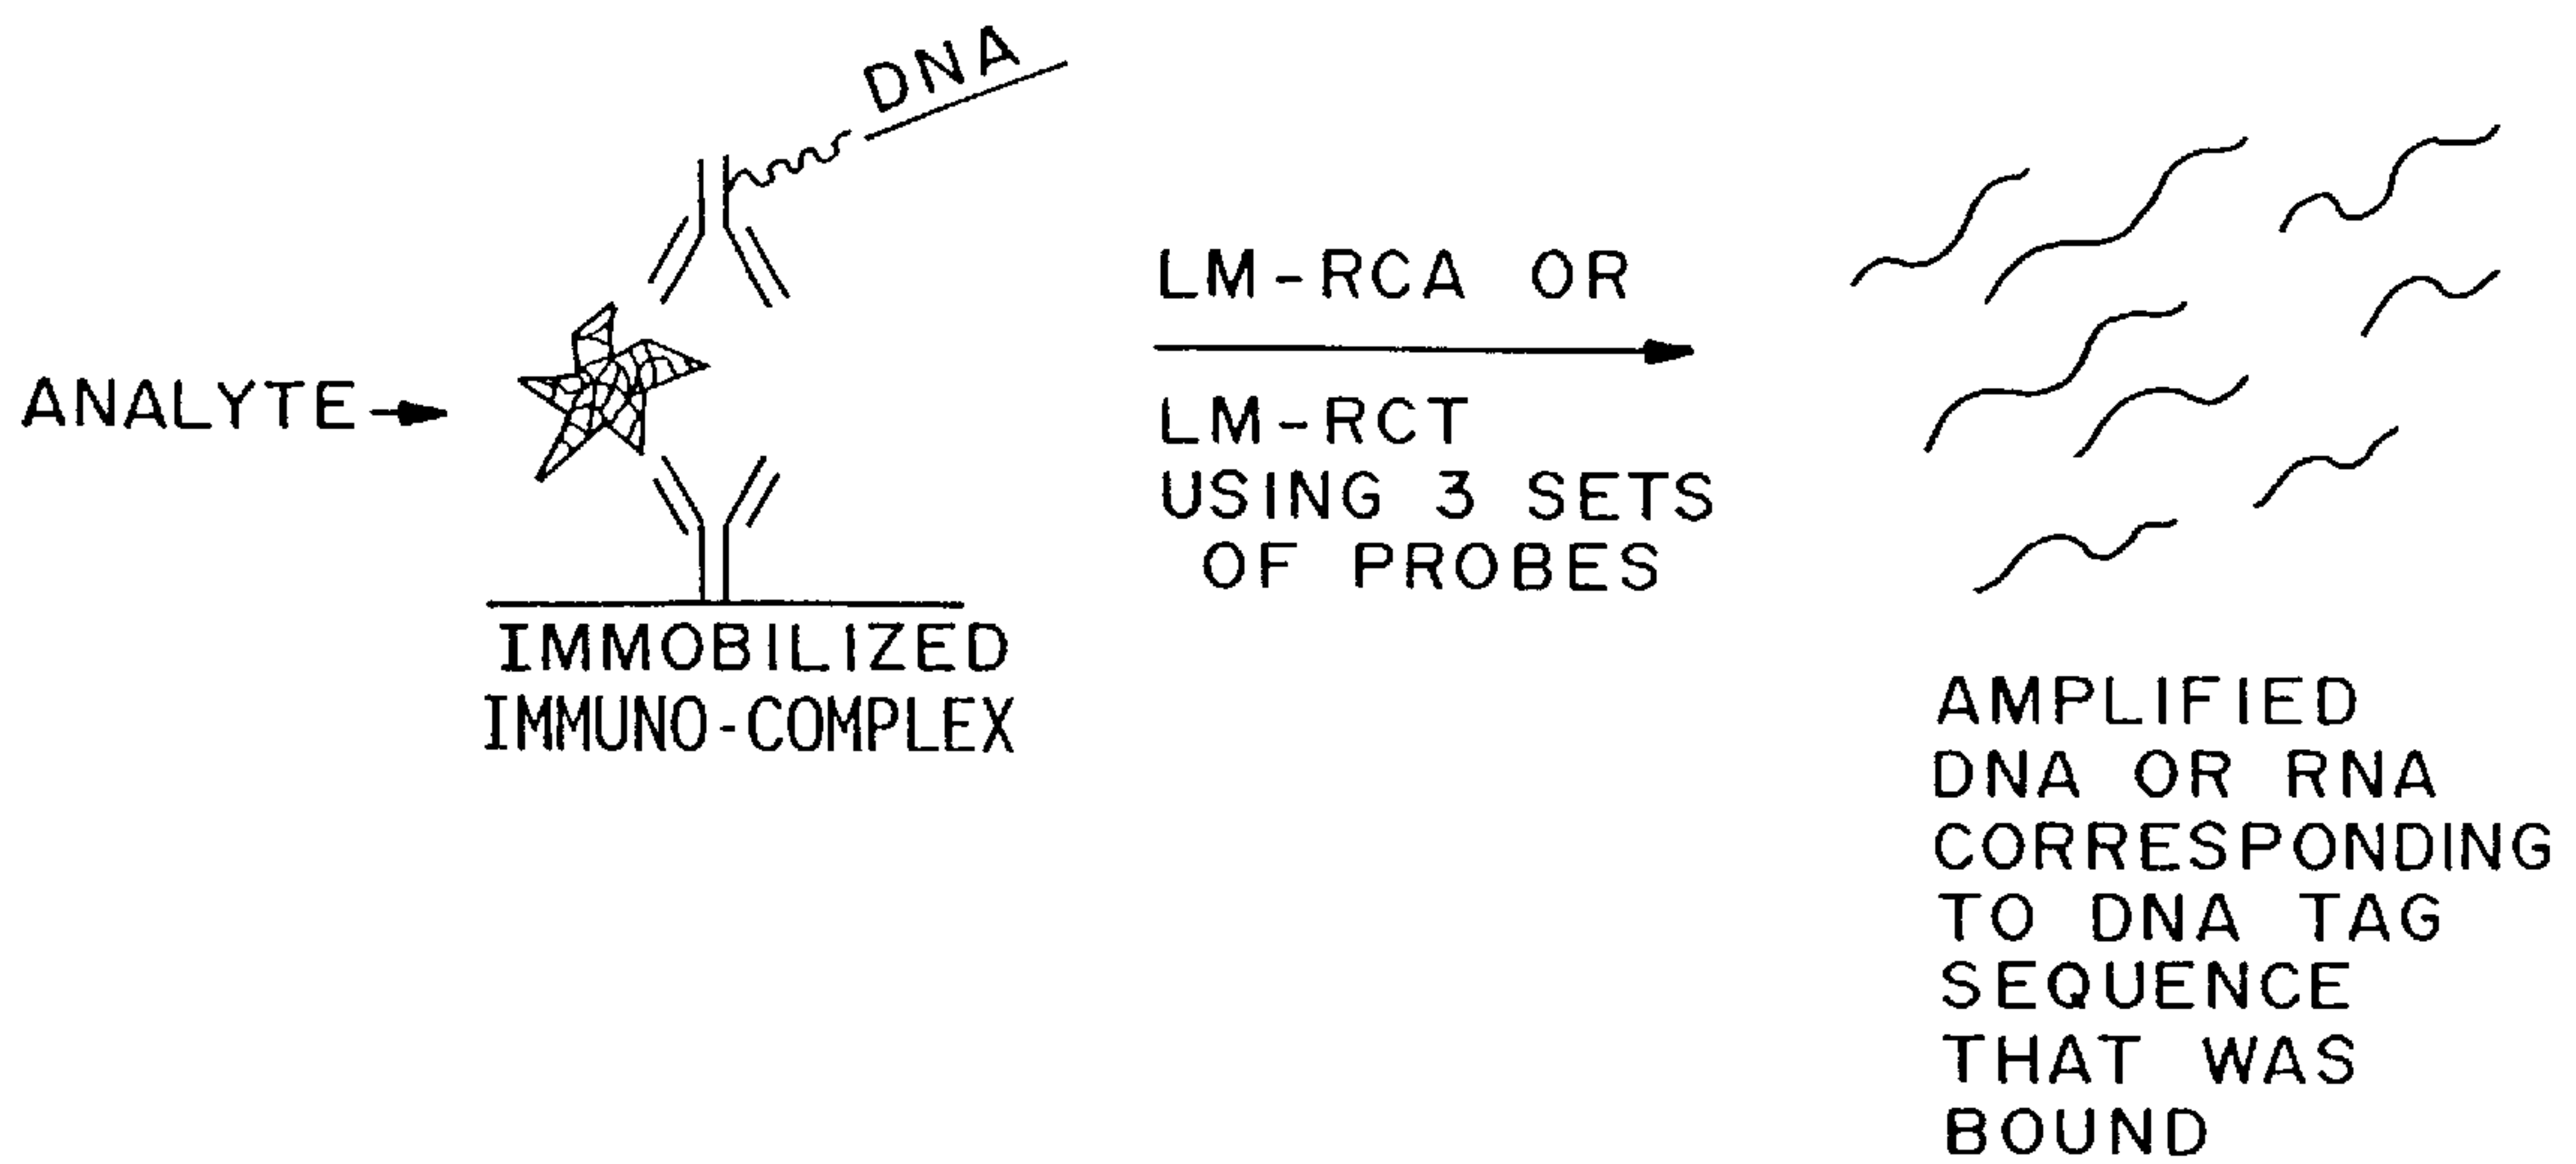 DNA
ANALYTE
IMMOBILIZED
IMMUNO-COMPLEX
LM-RCA OR
LM-RCT
USING 3 SETS
OF PROBES
AMPLIFIED
DNA OR RNA
CORRESPONDING
TO DNA TAG
SEQUENCE
THAT WAS
BOUND